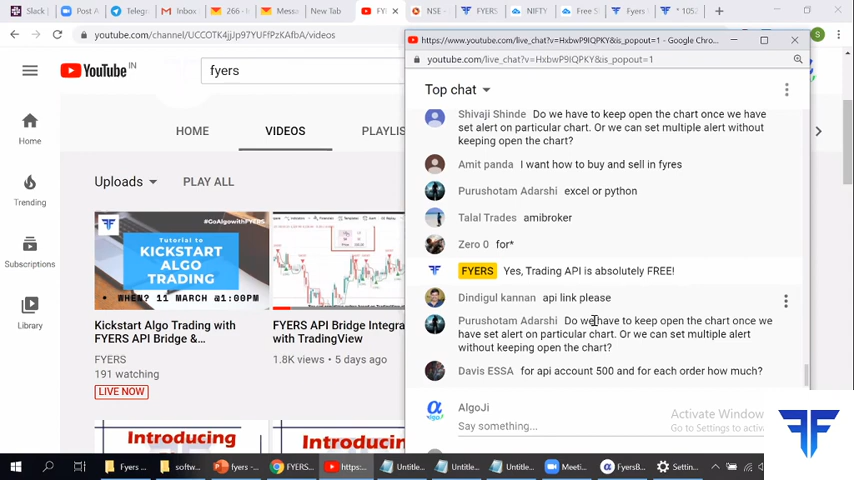 Slack
Post A
Telegr
Inbox
266 - I
Messa
New Tab
FY
NSE -
FYERS
NIFTY
Free S
Fyers
* 105
youtube.com/channel/UCCOTK4jjJp97YUFfPzKAfbA/videos
https://www.youtube.com/live_chat?v=HxbwP9IQPKY&is_popout=1 - Google Chro...
youtube.com/live_chat?v=HxbwP9IQPKY&is_popout=1
YouTube IN
fyers
Top chat
HOME
VIDEOS
PLAYLIS
Home
Trending
Subscriptions
Library
Uploads
PLAY ALL
#GoAlgowithFYERS
Tutorial to
KICKSTART
ALGO
TRADING
• WHEN? 11 MARCH @1:00PM
Kickstart Algo Trading with
FYERS API Bridge &...
FYERS
191 watching
LIVE NOW
FYERS API Bridge Integra
with TradingView
1.8K views • 5 days ago
Introducing
Introducing
Shivaji Shinde Do we have to keep open the chart once we have
set alert on particular chart. Or we can set multiple alert without
keeping open the chart?
Amit panda I want how to buy and sell in fyres
Purushotam Adarshi excel or python
Talal Trades amibroker
Zero 0 for*
FYERS Yes, Trading API is absolutely FREE!
Dindigul kannan api link please
Purushotam Adarshi Do we have to keep open the chart once we
have set alert on particular chart. Or we can set multiple alert
without keeping open the chart?
Davis ESSA for api account 500 and for each order how much?
AlgoJi
Say something...
Activate Window
Go to Settings to activ
Fyers ...
softw...
fyers -...
FYERS...
https:...
Untitle...
Untitle...
Untitle...
Meeti...
FyersB...
Settin...